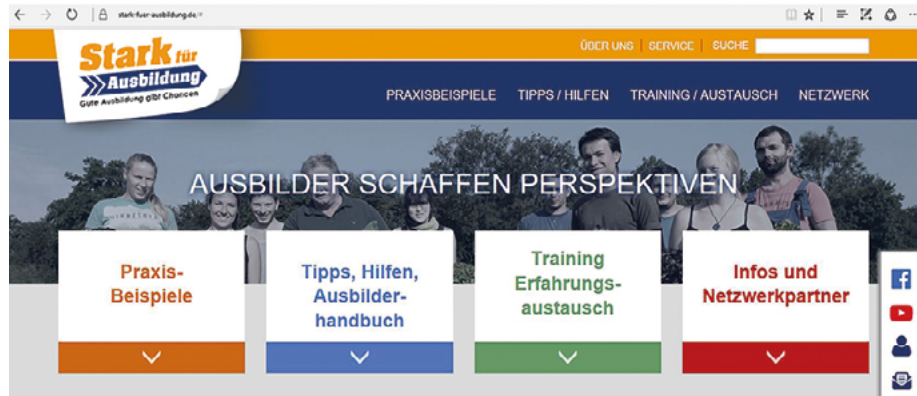 stark-fuer-ausbildung.de/#
ÜBER UNS | SERVICE | SUCHE
Stark für
Ausbildung
Gute Ausbildung gibt Chancen
PRAXISBEISPIELE TIPPS / HILFEN TRAINING / AUSTAUSCH NETZWERK
AUSBILDER SCHAFFEN PERSPEKTIVEN
Praxis-
Beispiele
Tipps, Hilfen,
Ausbilder-
handbuch
Training
Erfahrungs-
austausch
Infos und
Netzwerkpartner